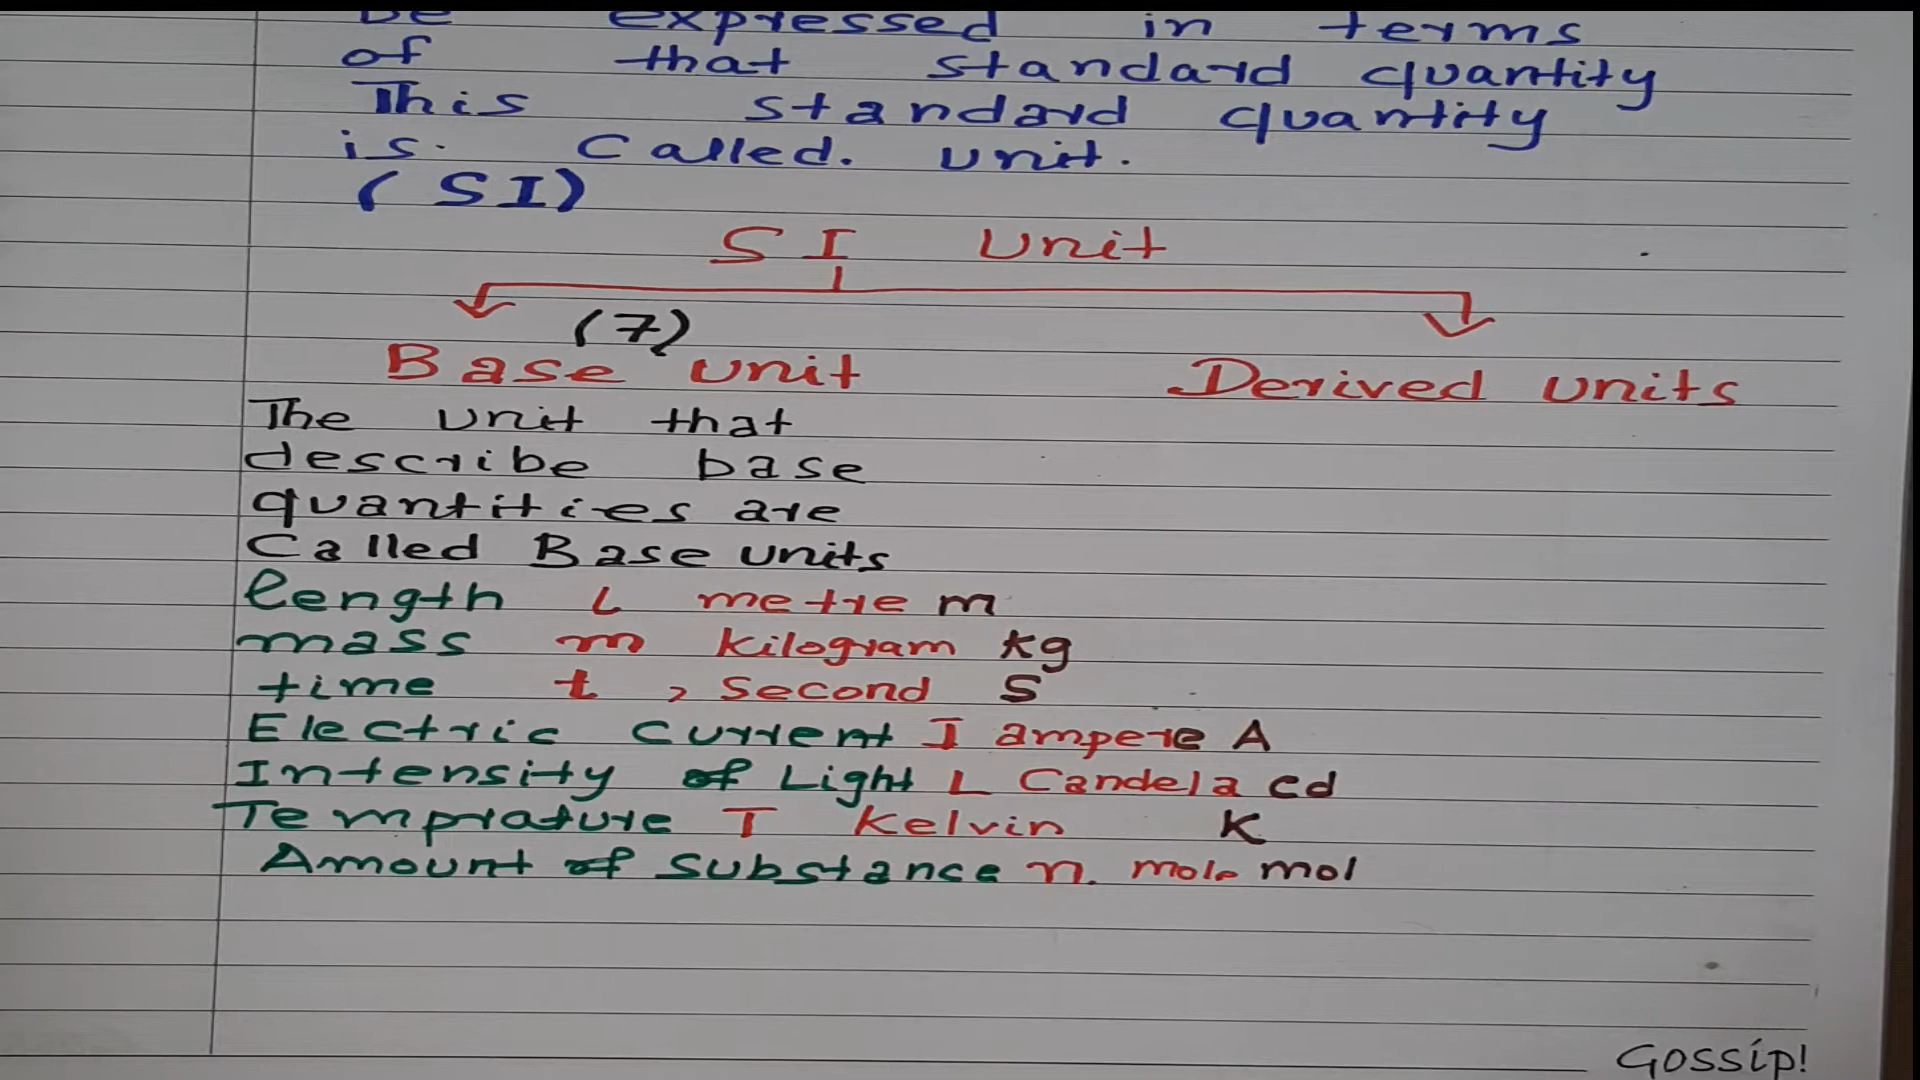 be expressed in terms
of that standard quantity
This standard quantity
is. Called. unit.
(SI)
SI Unit
(7)
Base unit Derived units
The unit that
describe base
quantities are
Called Base units
length L metre m
mass m kilogram kg
time t, second s
Electric current I ampere A
Intensity of Light L Candela cd
Temprature T Kelvin K
Amount of substance n. mole mol
Gossip!